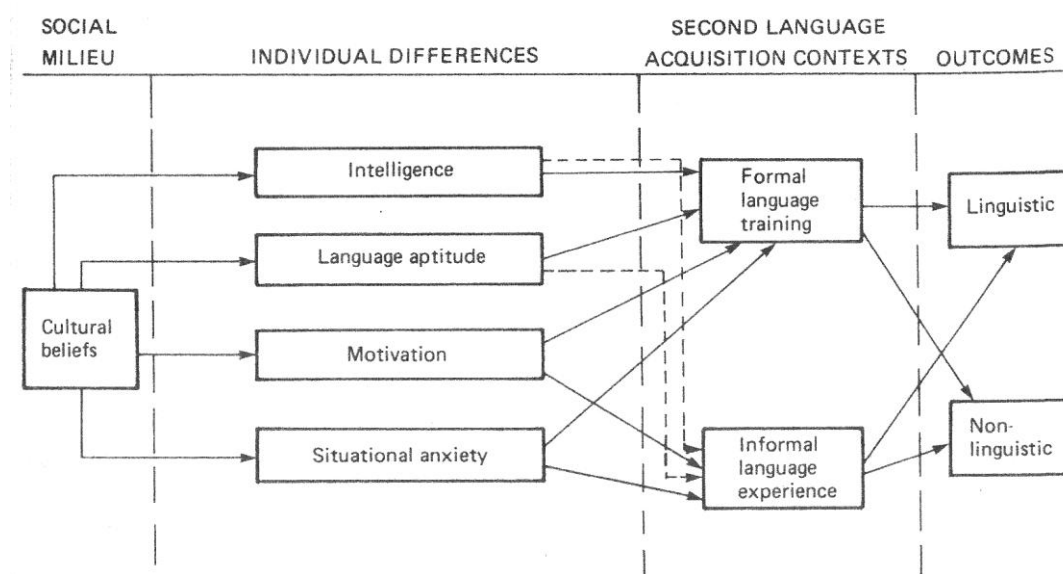 SOCIAL
MILIEU
INDIVIDUAL DIFFERENCES
SECOND LANGUAGE
ACQUISITION CONTEXTS
OUTCOMES
Intelligence
Language aptitude
Cultural
beliefs
Motivation
Situational anxiety
Formal
language
training
Informal
language
experience
Linguistic
Non-
linguistic